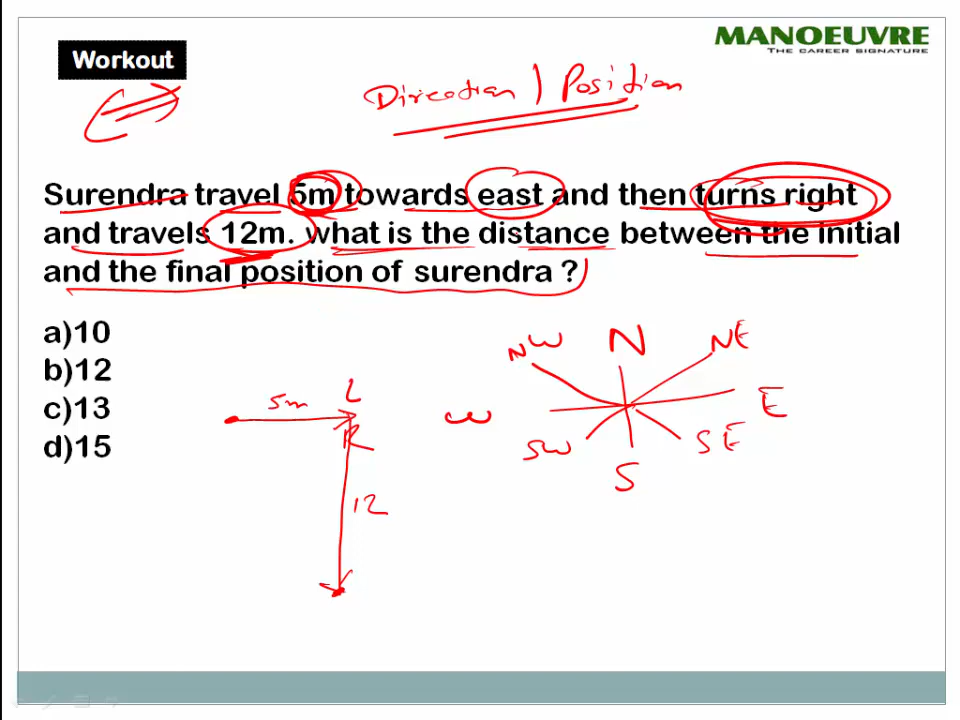 MANOEUVRE
THE CAREER SIGNATURE
Workout
Direction / Position
Surendra travel 5m towards east and then turns right
and travels 12m. what is the distance between the initial
and the final position of surendra ?
a)10
b)12
c)13
d)15
5m
L
R
12
NW
N
NE
W
E
SW
S
SE